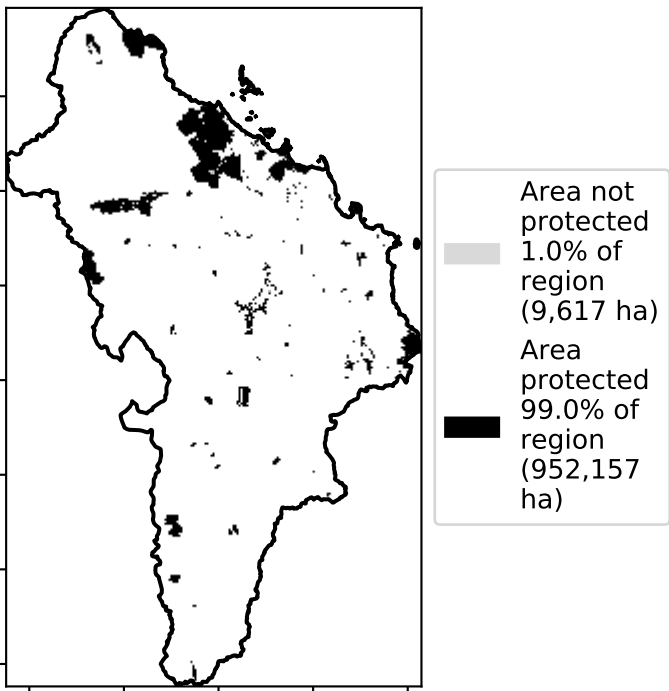 Area not
protected
1.0% of
region
(9,617 ha)
Area
protected
99.0% of
region
(952,157
ha)